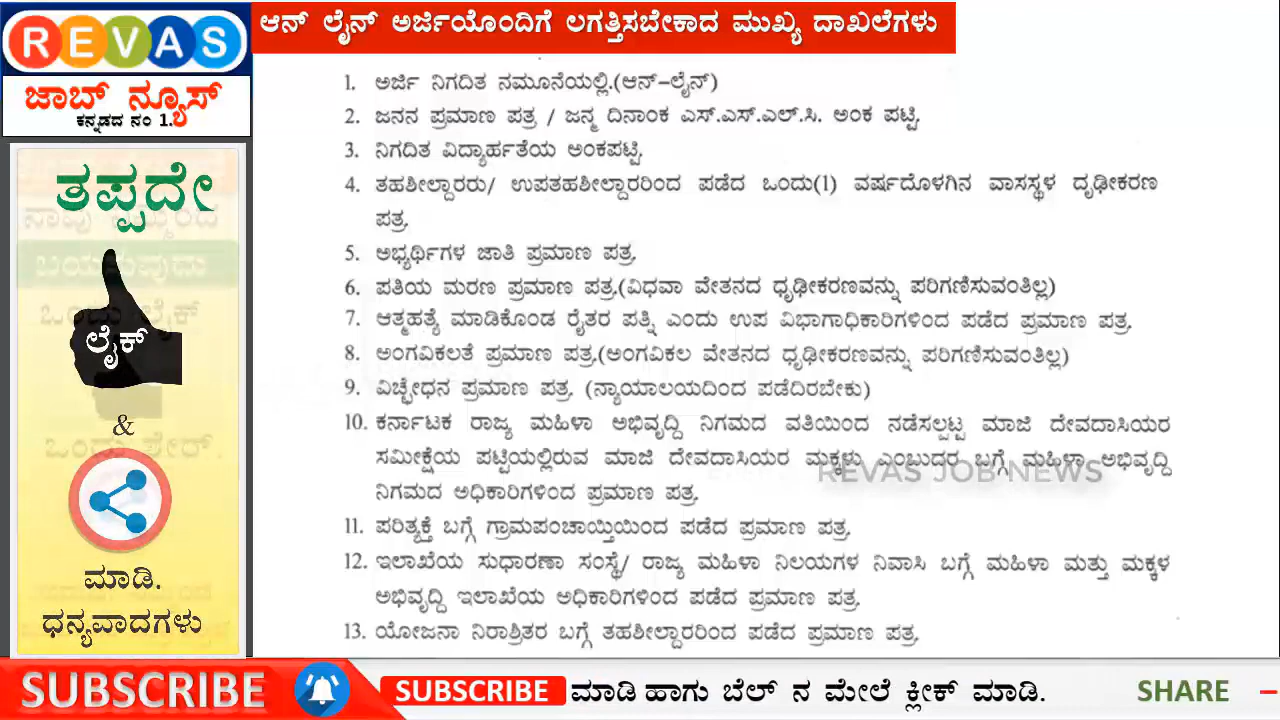 REVAS
ಜಾಬ್ ನ್ಯೂಸ್
ಕನ್ನಡದ ನಂ 1.
ತಪ್ಪದೇ
ಲೈಕ್
&
ಮಾಡಿ.
ಧನ್ಯವಾದಗಳು
ಆನ್ ಲೈನ್ ಅರ್ಜಿಯೊಂದಿಗೆ ಲಗತ್ತಿಸಬೇಕಾದ ಮುಖ್ಯ ದಾಖಲೆಗಳು
1. ಅರ್ಜಿ ನಿಗದಿತ ನಮೂನೆಯಲ್ಲಿ.(ಆನ್-ಲೈನ್)
2. ಜನನ ಪ್ರಮಾಣ ಪತ್ರ / ಜನ್ಮ ದಿನಾಂಕ ಎಸ್.ಎಸ್.ಎಲ್.ಸಿ. ಅಂಕ ಪಟ್ಟಿ.
3. ನಿಗದಿತ ವಿದ್ಯಾರ್ಹತೆಯ ಅಂಕಪಟ್ಟಿ.
4. ತಹಶೀಲ್ದಾರರು/ ಉಪತಹಶೀಲ್ದಾರರಿಂದ ಪಡೆದ ಒಂದು(1) ವರ್ಷದೊಳಗಿನ ವಾಸಸ್ಥಳ ದೃಢೀಕರಣ
ಪತ್ರ.
5. ಅಭ್ಯರ್ಥಿಗಳ ಜಾತಿ ಪ್ರಮಾಣ ಪತ್ರ.
6. ಪತಿಯ ಮರಣ ಪ್ರಮಾಣ ಪತ್ರ.(ವಿಧವಾ ವೇತನದ ಧೃಢೀಕರಣವನ್ನು ಪರಿಗಣಿಸುವಂತಿಲ್ಲ)
7. ಆತ್ಮಹತ್ಯೆ ಮಾಡಿಕೊಂಡ ರೈತರ ಪತ್ನಿ ಎಂದು ಉಪ ವಿಭಾಗಾಧಿಕಾರಿಗಳಿಂದ ಪಡೆದ ಪ್ರಮಾಣ ಪತ್ರ.
8. ಅಂಗವಿಕಲತೆ ಪ್ರಮಾಣ ಪತ್ರ.(ಅಂಗವಿಕಲ ವೇತನದ ಧೃಢೀಕರಣವನ್ನು ಪರಿಗಣಿಸುವಂತಿಲ್ಲ)
9. ವಿಚ್ಛೇಧನ ಪ್ರಮಾಣ ಪತ್ರ. (ನ್ಯಾಯಾಲಯದಿಂದ ಪಡೆದಿರಬೇಕು)
10. ಕರ್ನಾಟಕ ರಾಜ್ಯ ಮಹಿಳಾ ಅಭಿವೃದ್ದಿ ನಿಗಮದ ವತಿಯಿಂದ ನಡೆಸಲ್ಪಟ್ಟ ಮಾಜಿ ದೇವದಾಸಿಯರ
ಸಮೀಕ್ಷೆಯ ಪಟ್ಟಿಯಲ್ಲಿರುವ ಮಾಜಿ ದೇವದಾಸಿಯರ ಮಕ್ಕಳು ಎಂಬುದರ ಬಗ್ಗೆ ಮಹಿಳಾ ಅಭಿವೃದ್ದಿ
REVAS JOB NEWS
ನಿಗಮದ ಅಧಿಕಾರಿಗಳಿಂದ ಪ್ರಮಾಣ ಪತ್ರ.
11. ಪರಿತ್ಯಕ್ತೆ ಬಗ್ಗೆ ಗ್ರಾಮಪಂಚಾಯ್ತಿಯಿಂದ ಪಡೆದ ಪ್ರಮಾಣ ಪತ್ರ.
12. ಇಲಾಖೆಯ ಸುಧಾರಣಾ ಸಂಸ್ಥೆ/ ರಾಜ್ಯ ಮಹಿಳಾ ನಿಲಯಗಳ ನಿವಾಸಿ ಬಗ್ಗೆ ಮಹಿಳಾ ಮತ್ತು ಮಕ್ಕಳ
ಅಭಿವೃದ್ದಿ ಇಲಾಖೆಯ ಅಧಿಕಾರಿಗಳಿಂದ ಪಡೆದ ಪ್ರಮಾಣ ಪತ್ರ.
13. ಯೋಜನಾ ನಿರಾಶ್ರಿತರ ಬಗ್ಗೆ ತಹಶೀಲ್ದಾರರಿಂದ ಪಡೆದ ಪ್ರಮಾಣ ಪತ್ರ.
SUBSCRIBE SUBSCRIBE ಮಾಡಿ ಹಾಗು ಬೆಲ್ ನ ಮೇಲೆ ಕ್ಲೀಕ್ ಮಾಡಿ. SHARE